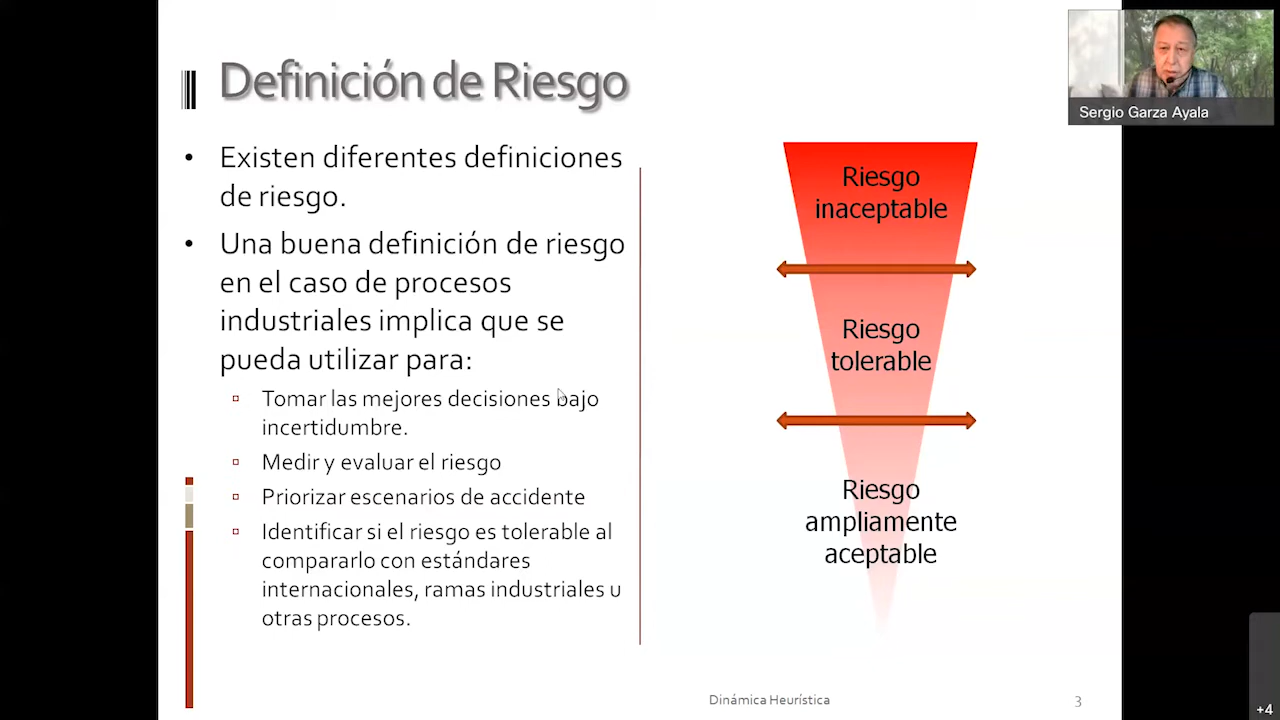 Definición de Riesgo
Existen diferentes definiciones
de riesgo.
Una buena definición de riesgo
en el caso de procesos
industriales implica que se
pueda utilizar para:
Tomar las mejores decisiones bajo
incertidumbre.
Medir y evaluar el riesgo
Priorizar escenarios de accidente
Identificar si el riesgo es tolerable al
compararlo con estándares
internacionales, ramas industriales u
otras procesos.
Riesgo
inaceptable
Riesgo
tolerable
Riesgo
ampliamente
aceptable
Sergio Garza Ayala
Dinámica Heurística
3
+4